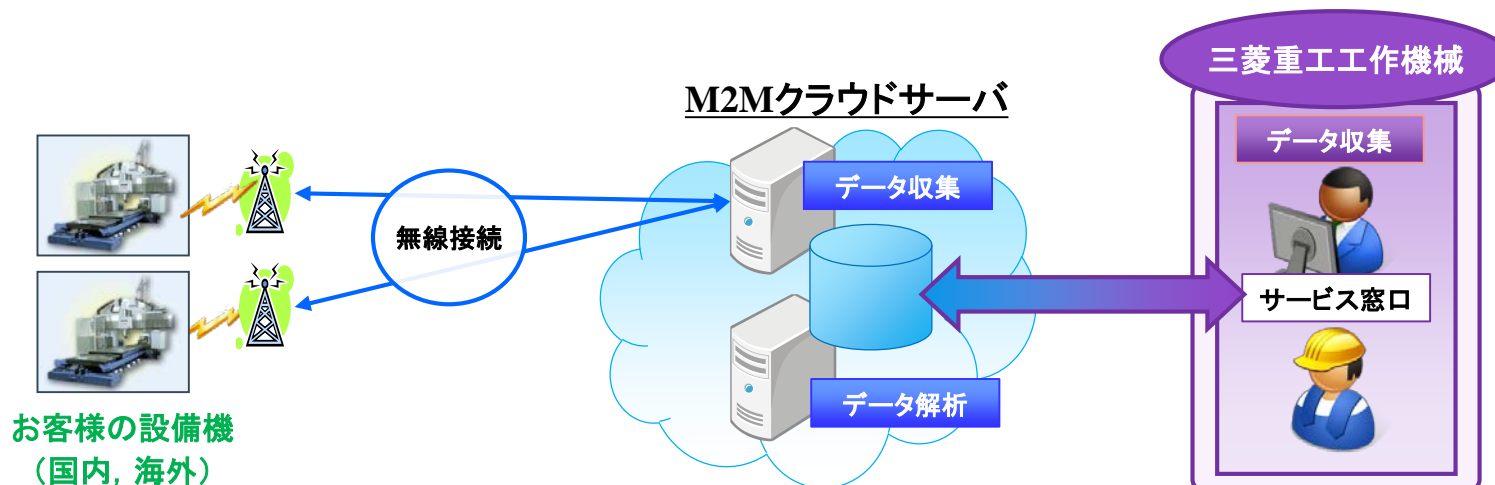 三菱重工工作機械
M2Mクラウドサーバ
データ収集
データ収集
無線接続
サービス窓口
データ解析
お客様の設備機
（国内，海外）